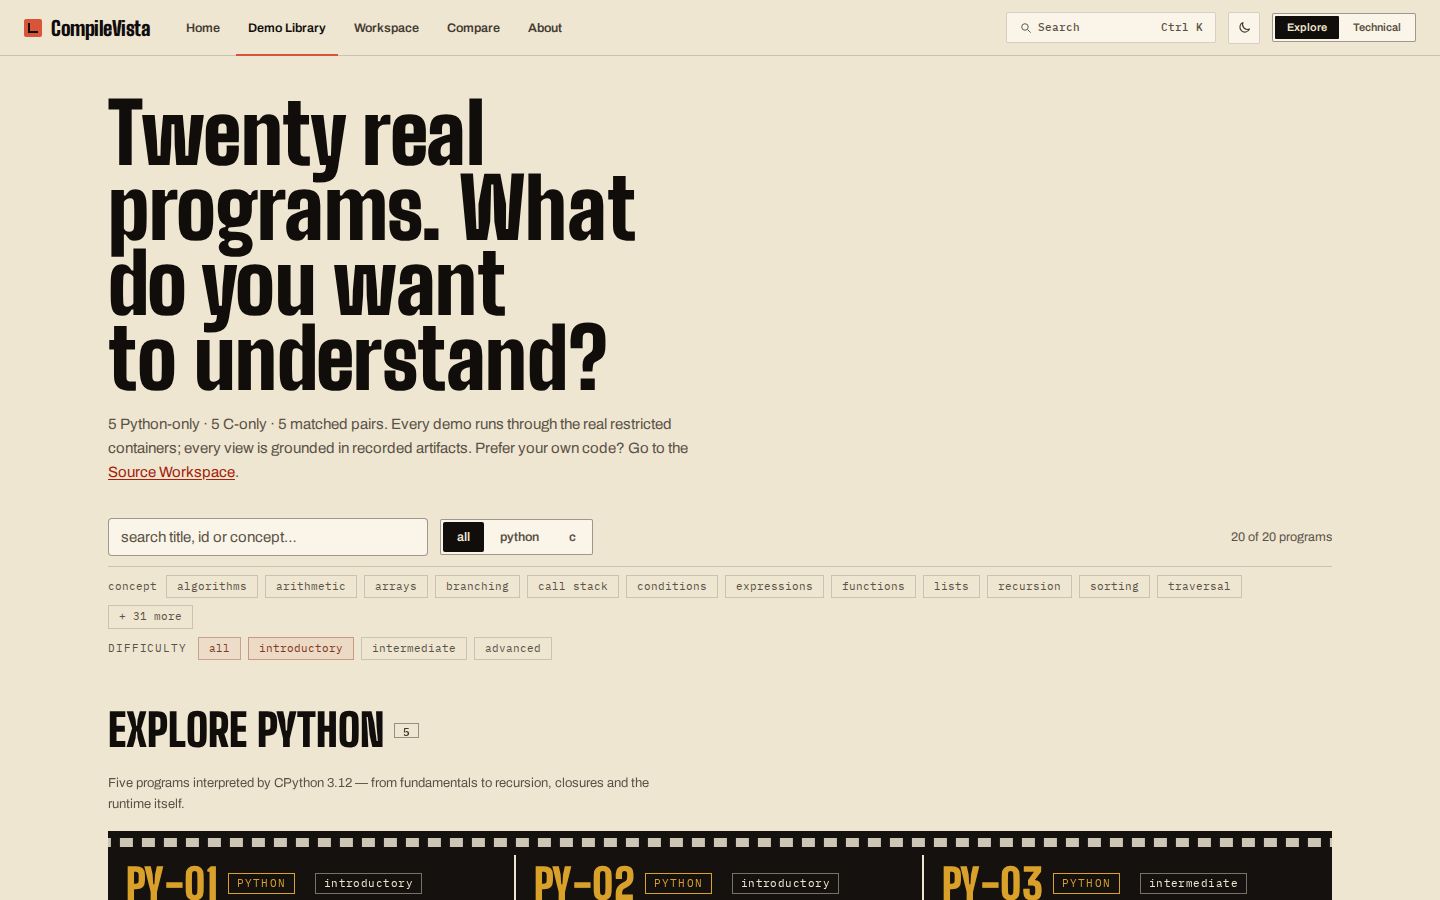 CompileVista Home Demo Library Workspace Compare About Search Ctrl K Explore Technical
Twenty real
programs. What
do you want
to understand?
5 Python-only · 5 C-only · 5 matched pairs. Every demo runs through the real restricted
containers; every view is grounded in recorded artifacts. Prefer your own code? Go to the
Source Workspace.
search title, id or concept... all python c 20 of 20 programs
concept algorithms arithmetic arrays branching call stack conditions expressions functions lists recursion sorting traversal
+ 31 more
DIFFICULTY all introductory intermediate advanced
EXPLORE PYTHON 5
Five programs interpreted by CPython 3.12 — from fundamentals to recursion, closures and the
runtime itself.
PY-01 PYTHON introductory PY-02 PYTHON introductory PY-03 PYTHON intermediate